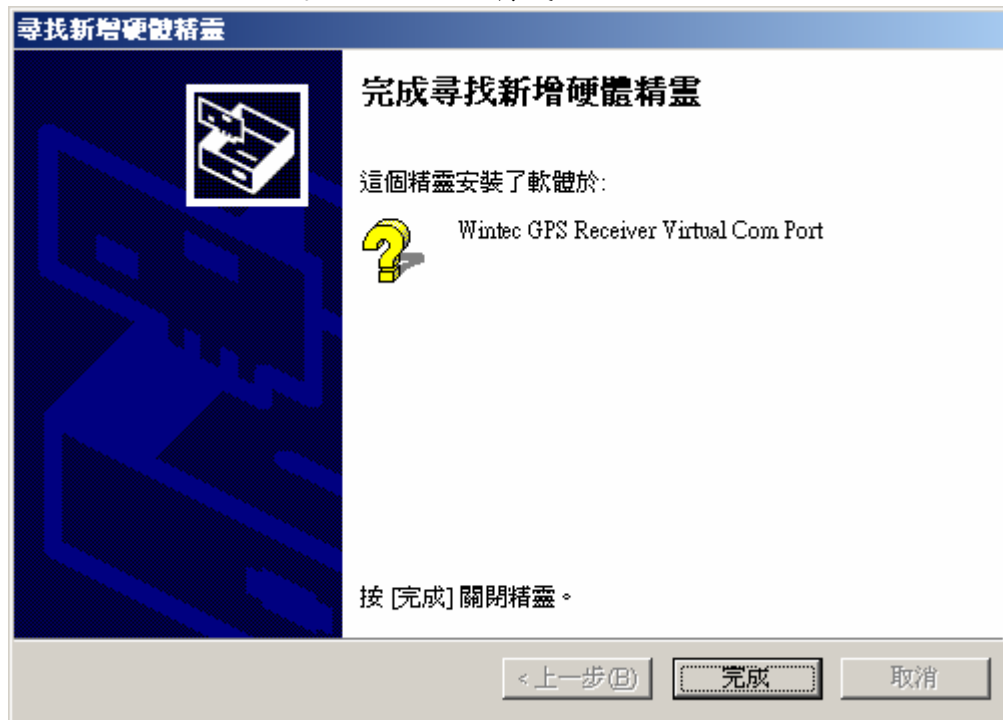 尋找新增硬體精靈
完成尋找新增硬體精靈
這個精靈安裝了軟體於:
Wintec GPS Receiver Virtual Com Port
按 [完成] 關閉精靈。
<上一步(B)
完成
取消